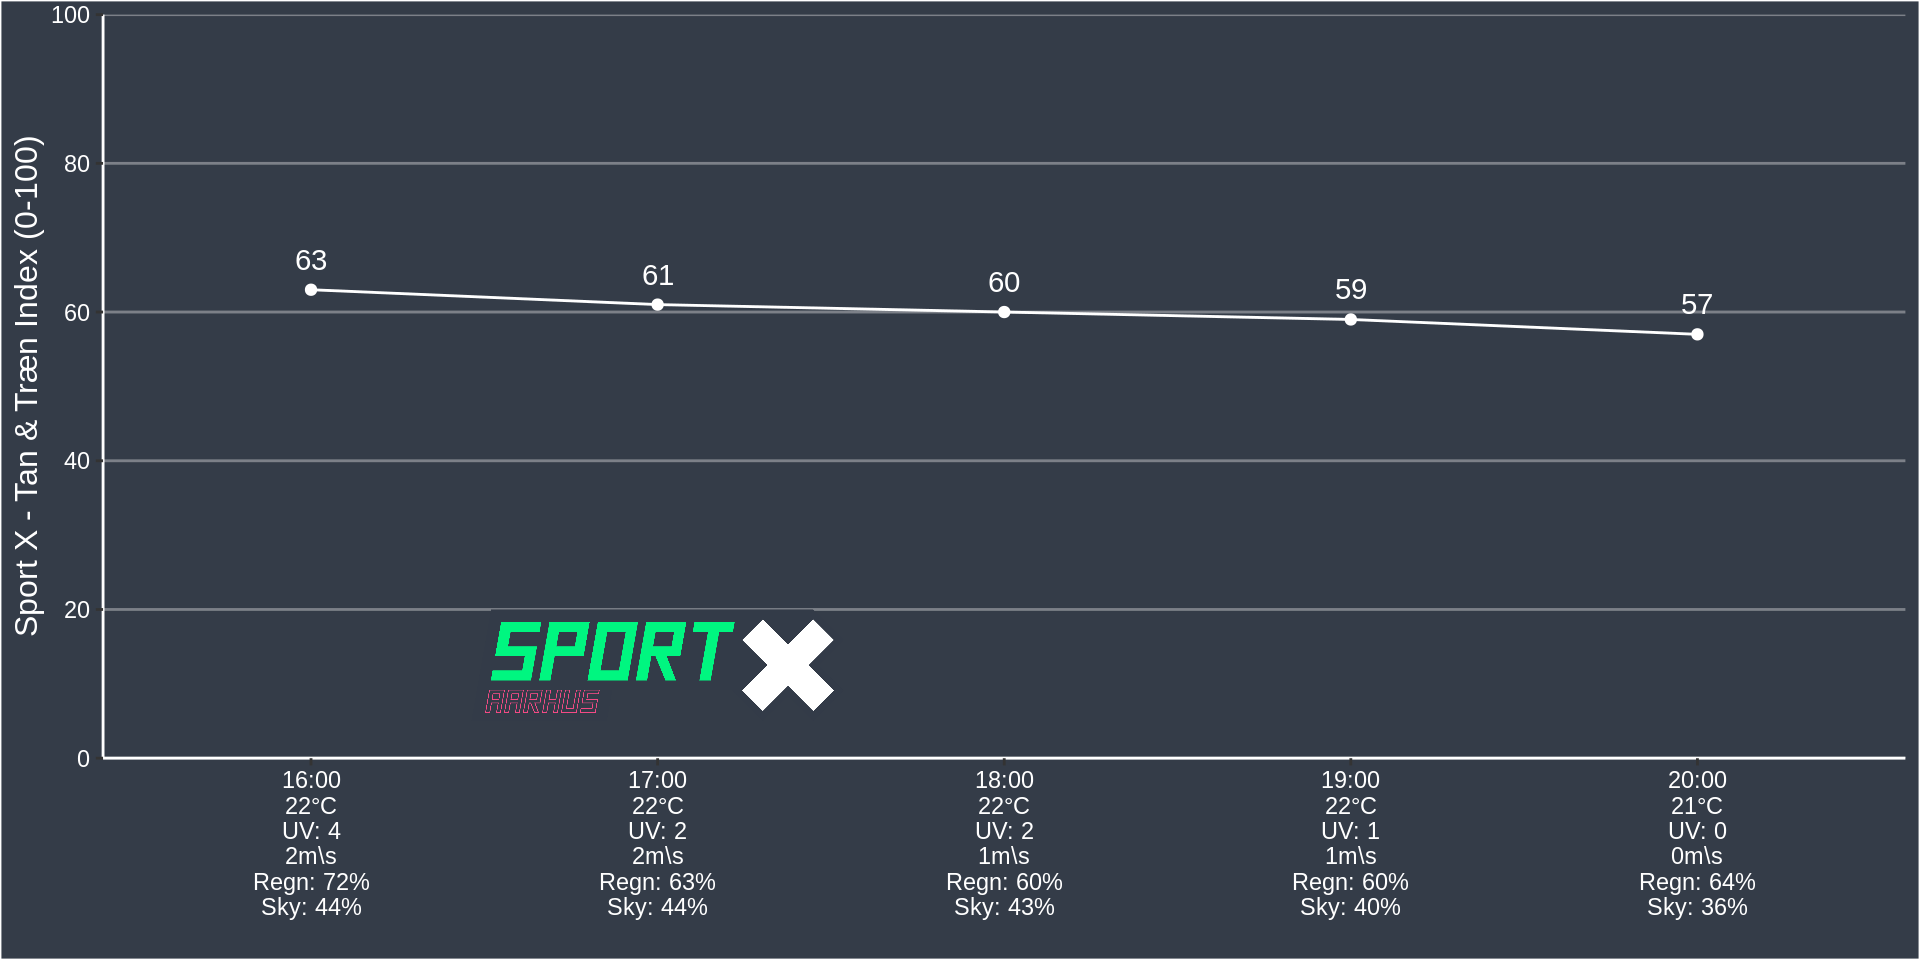 Sport X - Tan & Træn Index (0-100)
100
80
60
40
20
0
63
61
60
59
57
SPORT X
AARHUS
16:00
22°C
UV: 4
2m\s
Regn: 72%
Sky: 44%
17:00
22°C
UV: 2
2m\s
Regn: 63%
Sky: 44%
18:00
22°C
UV: 2
1m\s
Regn: 60%
Sky: 43%
19:00
22°C
UV: 1
1m\s
Regn: 60%
Sky: 40%
20:00
21°C
UV: 0
0m\s
Regn: 64%
Sky: 36%